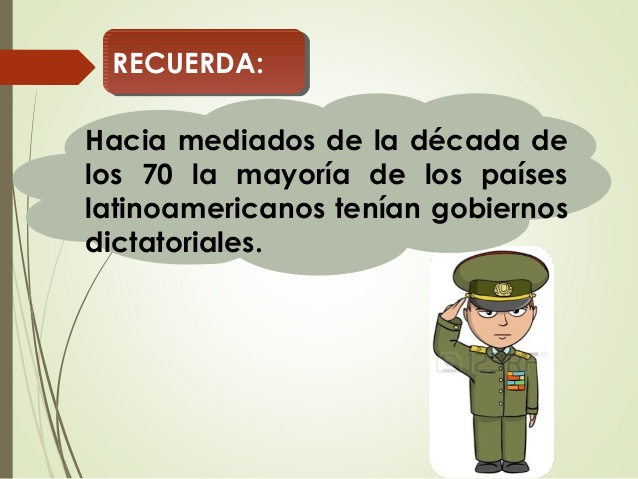 RECUERDA:
Hacia mediados de la década de
los 70 la mayoría de los países
latinoamericanos tenían gobiernos
dictatoriales.